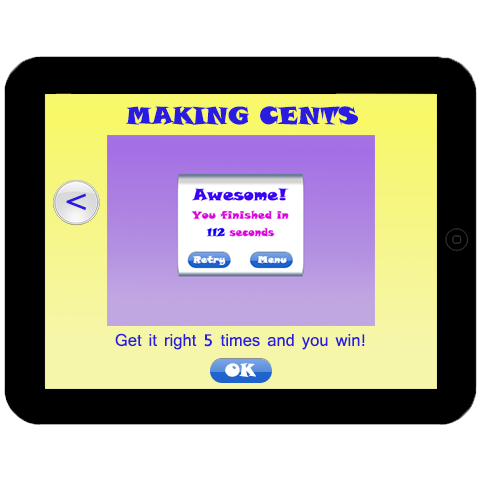 MAKING CENTS
<
Awesome!
You finished in
112 seconds
Retry Menu
Get it right 5 times and you win!
OK